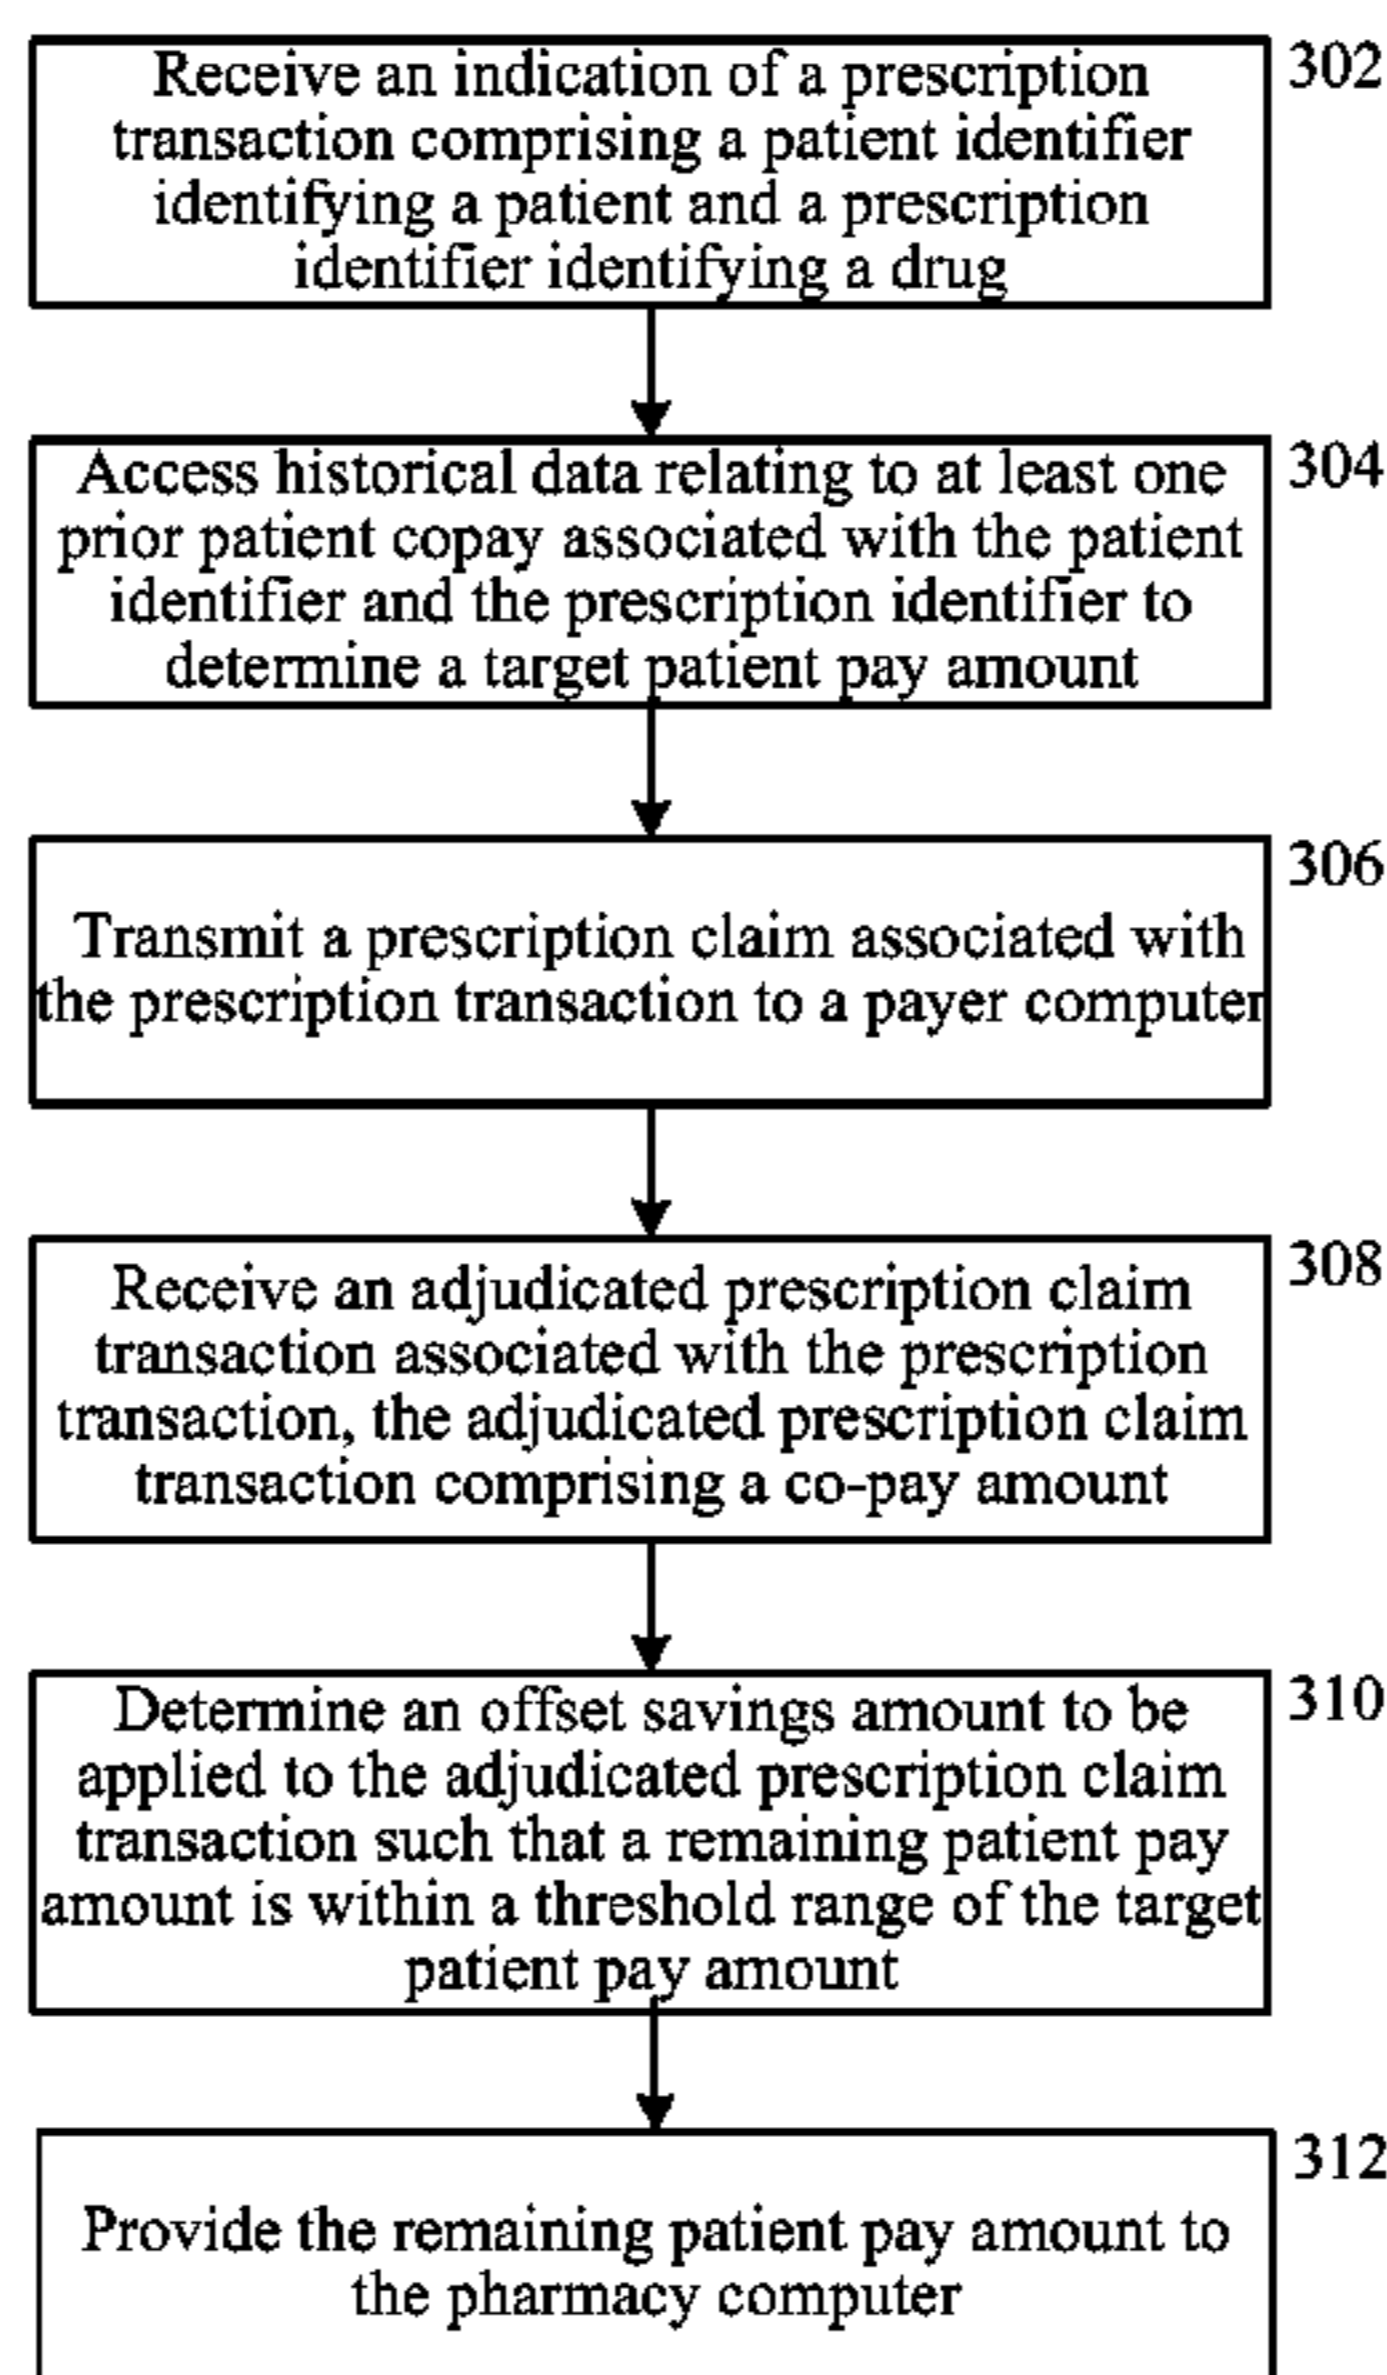 302
Receive an indication of a prescription
transaction comprising a patient identifier
identifying a patient and a prescription
identifier identifying a drug
304
Access historical data relating to at least one
prior patient copay associated with the patient
identifier and the prescription identifier to
determine a target patient pay amount
306
Transmit a prescription claim associated with
the prescription transaction to a payer computer
308
Receive an adjudicated prescription claim
transaction associated with the prescription
transaction, the adjudicated prescription claim
transaction comprising a co-pay amount
310
Determine an offset savings amount to be
applied to the adjudicated prescription claim
transaction such that a remaining patient pay
amount is within a threshold range of the target
patient pay amount
312
Provide the remaining patient pay amount to
the pharmacy computer